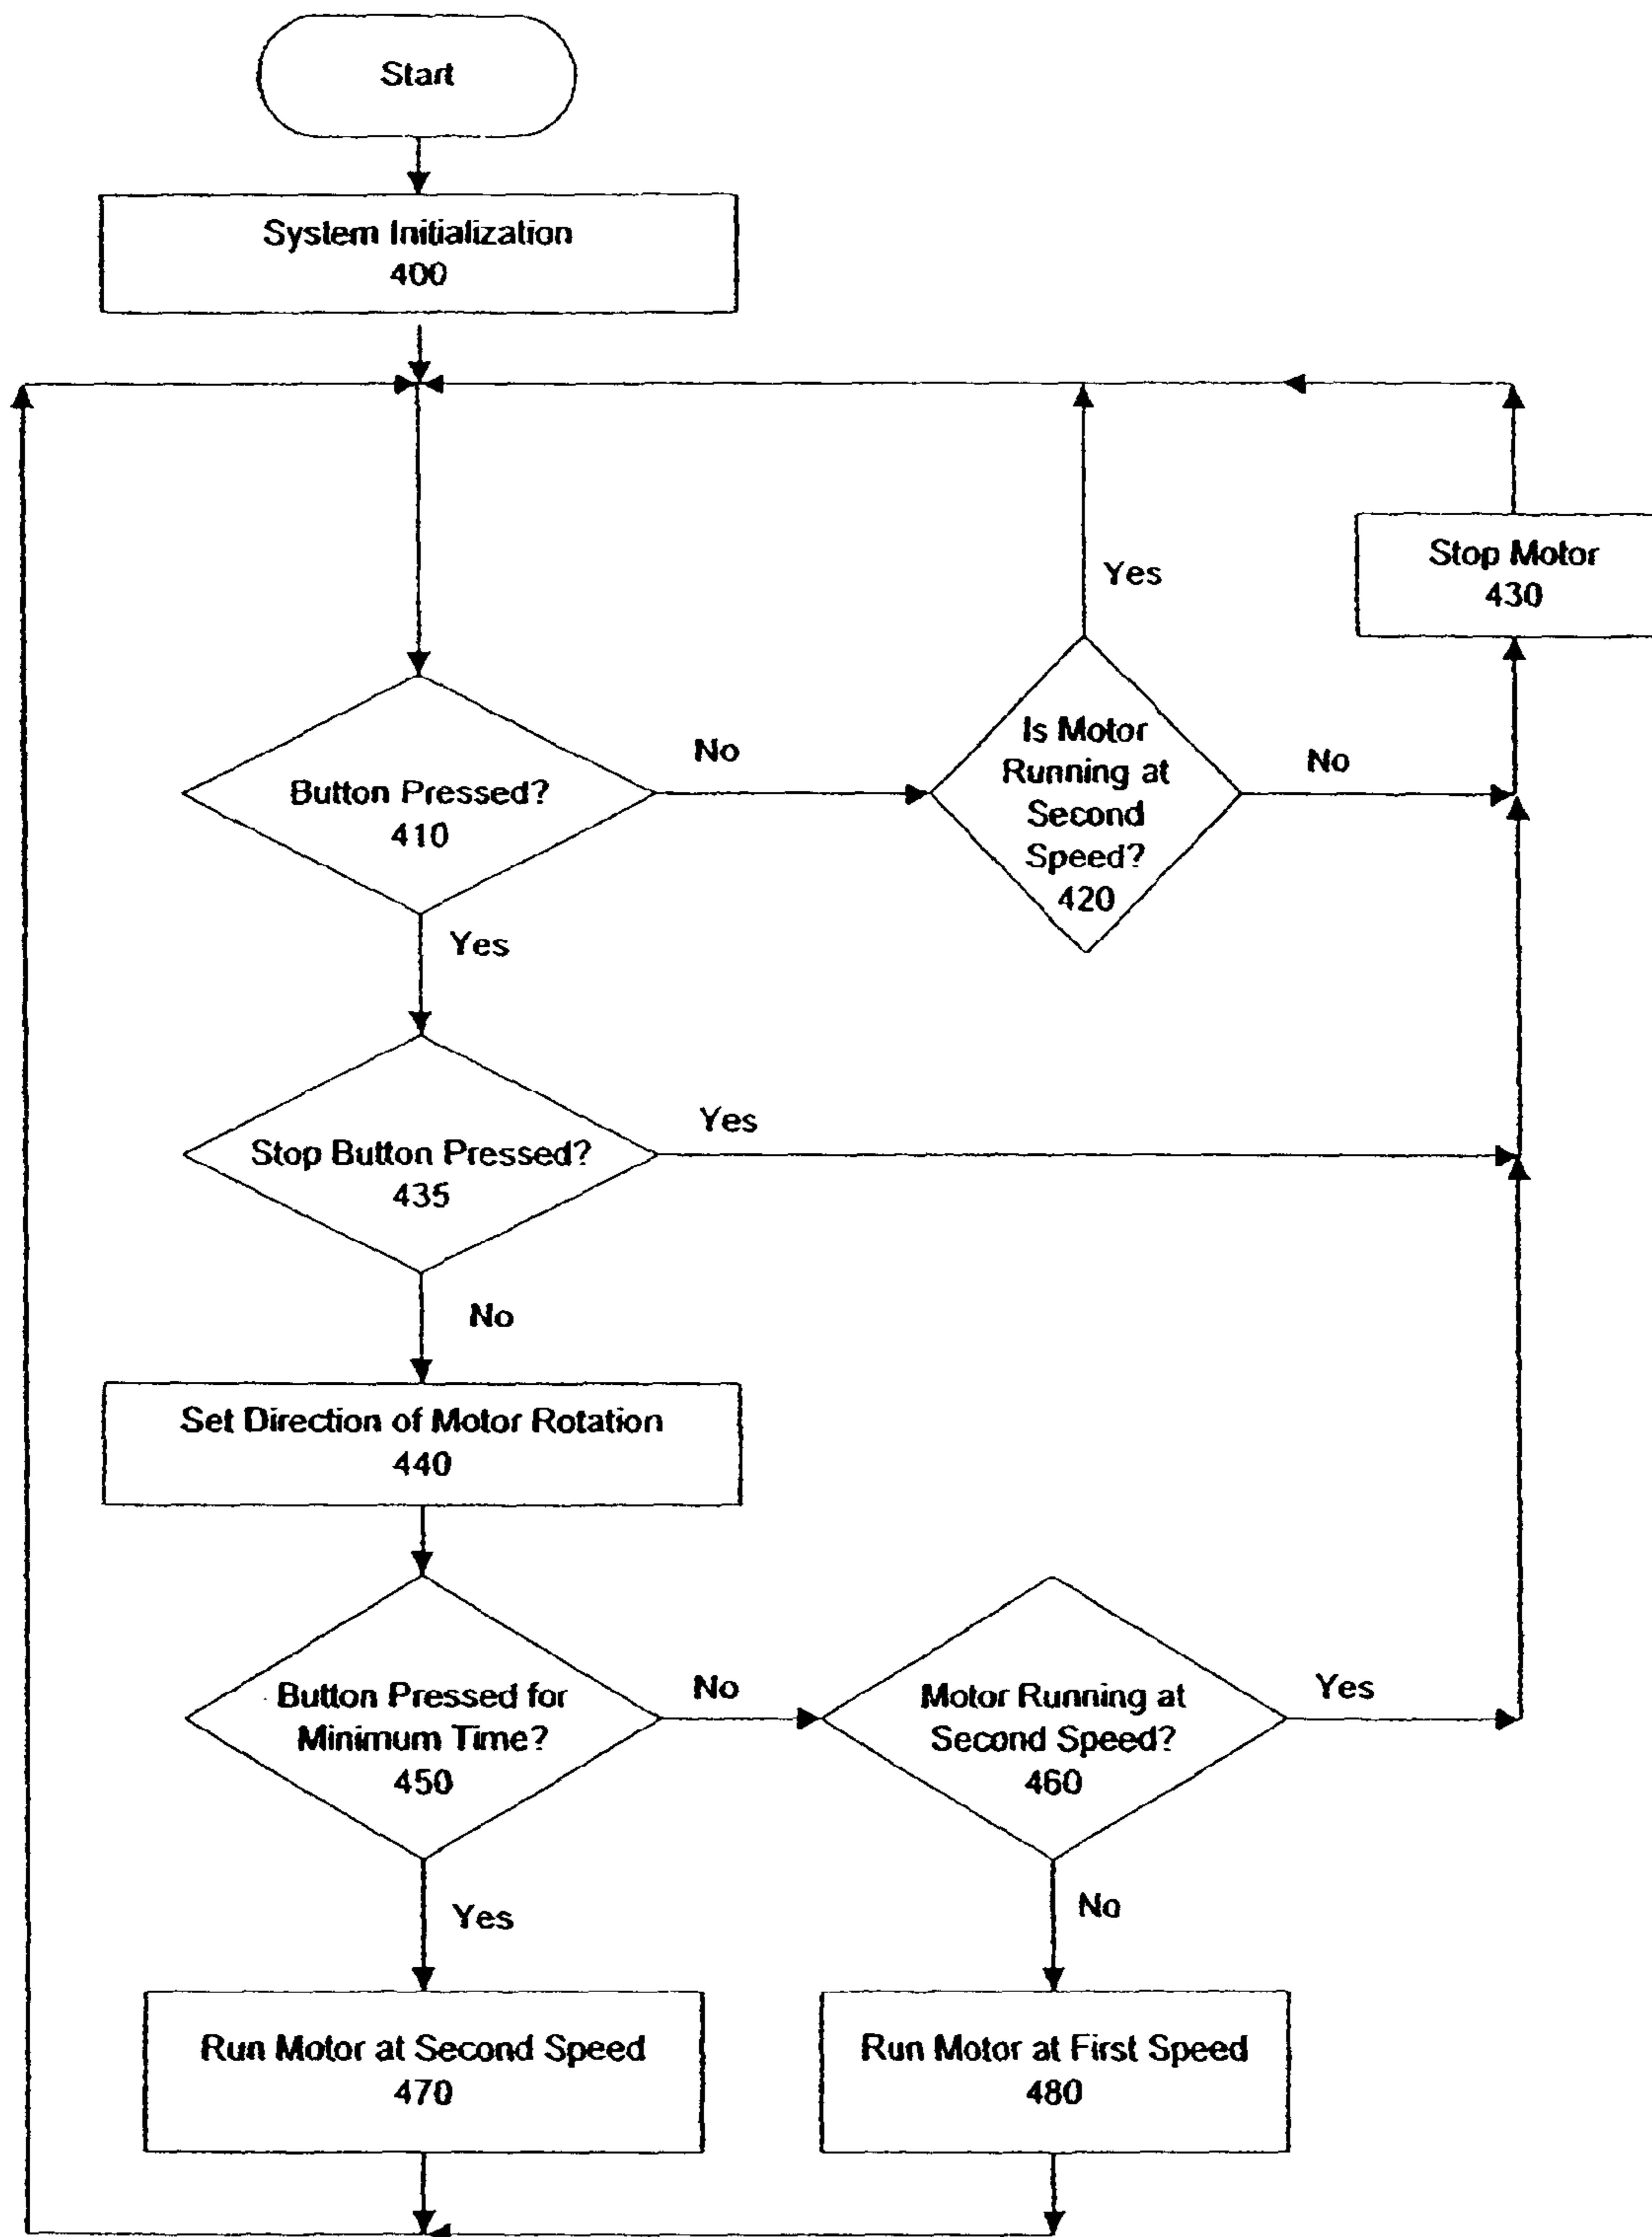 Start
System Initialization
400
Yes
Stop Motor
430
Button Pressed?
410
No
Is Motor
Running at
Second
Speed?
420
No
Yes
Stop Button Pressed?
435
Yes
No
Set Direction of Motor Rotation
440
Button Pressed for
Minimum Time?
450
No
Motor Running at
Second Speed?
460
Yes
Yes
No
Run Motor at Second Speed
470
Run Motor at First Speed
480